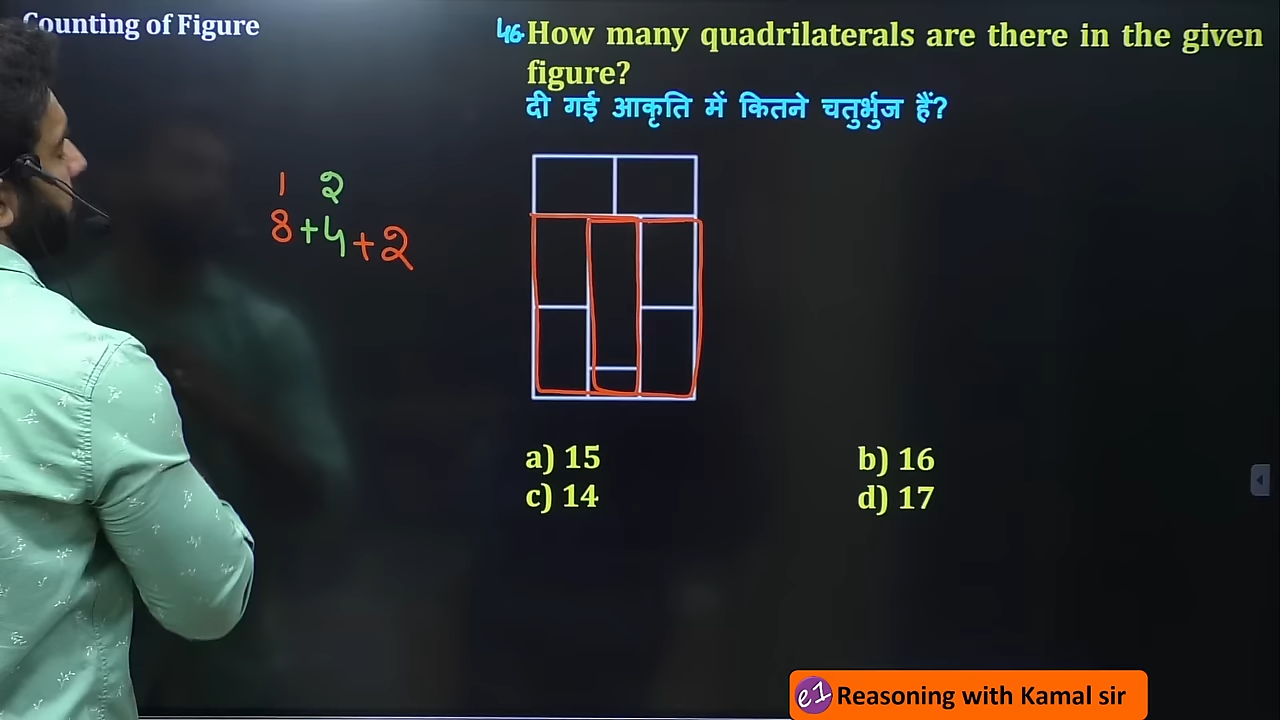 Counting of Figure
46. How many quadrilaterals are there in the given
figure?
दी गई आकृति में कितने चतुर्भुज हैं?
1 2
8+4+2
a) 15
b) 16
c) 14
d) 17
e1 Reasoning with Kamal sir